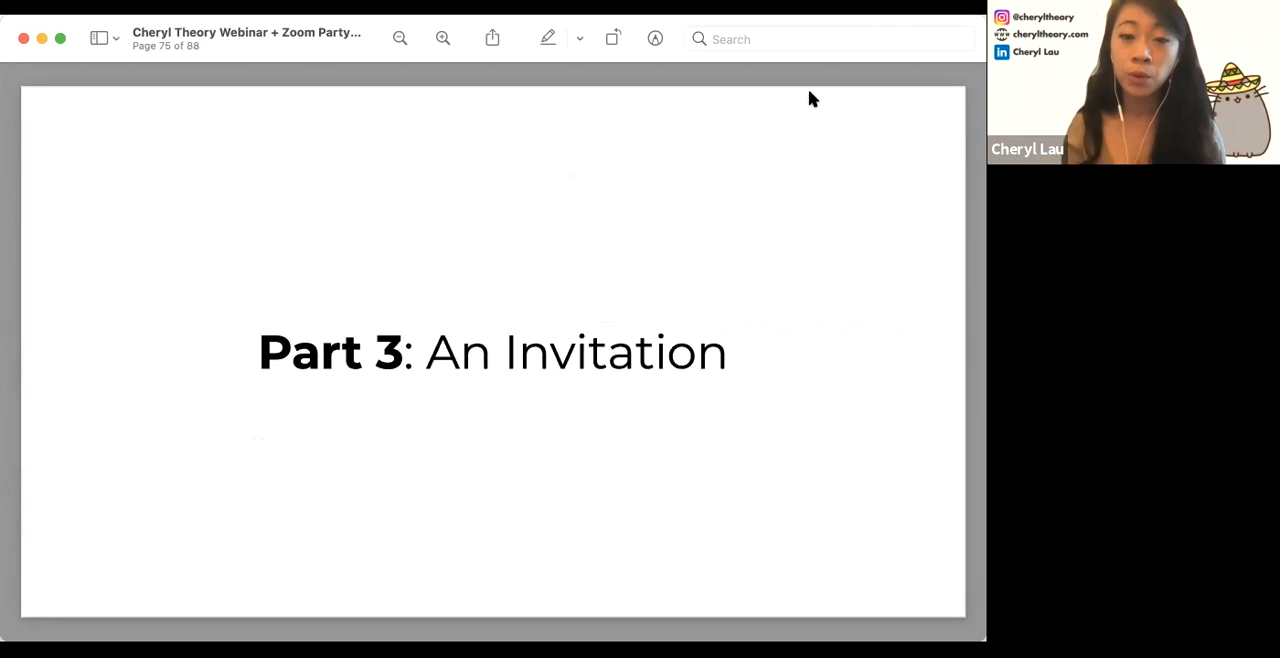 Cheryl Theory Webinar + Zoom Party...
Page 75 of 88
Search
@cheryltheory
cheryltheory.com
in Cheryl Lau
Cheryl Lau
Part 3: An Invitation